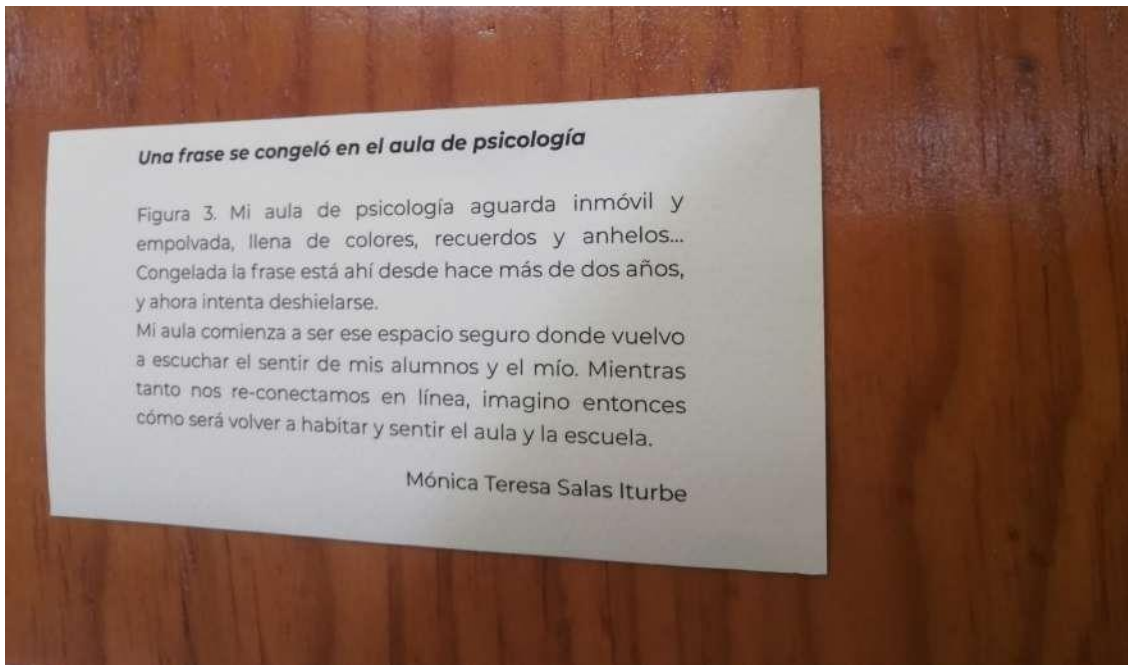 Una frase se congeló en el aula de psicología
Figura 3. Mi aula de psicología aguarda inmóvil y
empolvada, llena de colores, recuerdos y anhelos...
Congelada la frase está ahí desde hace más de dos años,
y ahora intenta deshielarse.
Mi aula comienza a ser ese espacio seguro donde vuelvo
a escuchar el sentir de mis alumnos y el mío. Mientras
tanto nos re-conectamos en línea, imagino entonces
cómo será volver a habitar y sentir el aula y la escuela.
Mónica Teresa Salas Iturbe